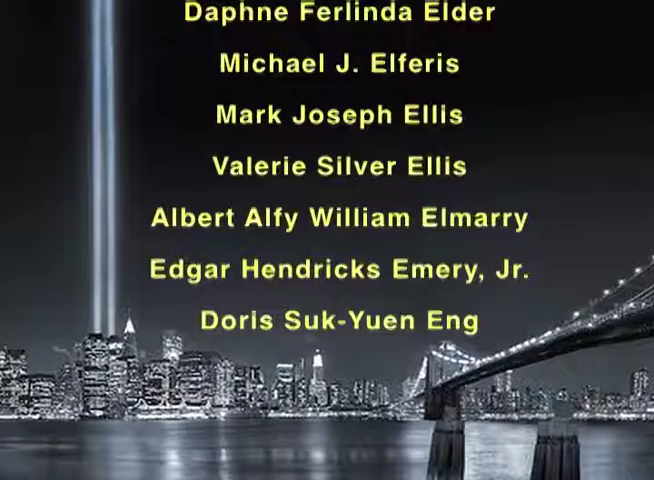 Daphne Ferlinda Elder
Michael J. Elferis
Mark Joseph Ellis
Valerie Silver Ellis
Albert Alfy William Elmarry
Edgar Hendricks Emery, Jr.
Doris Suk-Yuen Eng